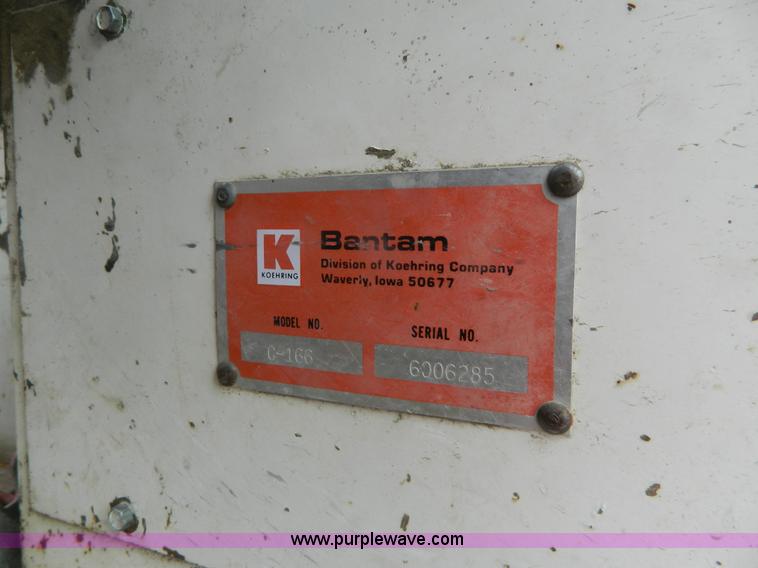 K
KOEHRING
Bantam
Division of Koehring Company
Waverly, Iowa 50677
MODEL NO.
SERIAL NO.
C-166
6006285
www.purplewave.com